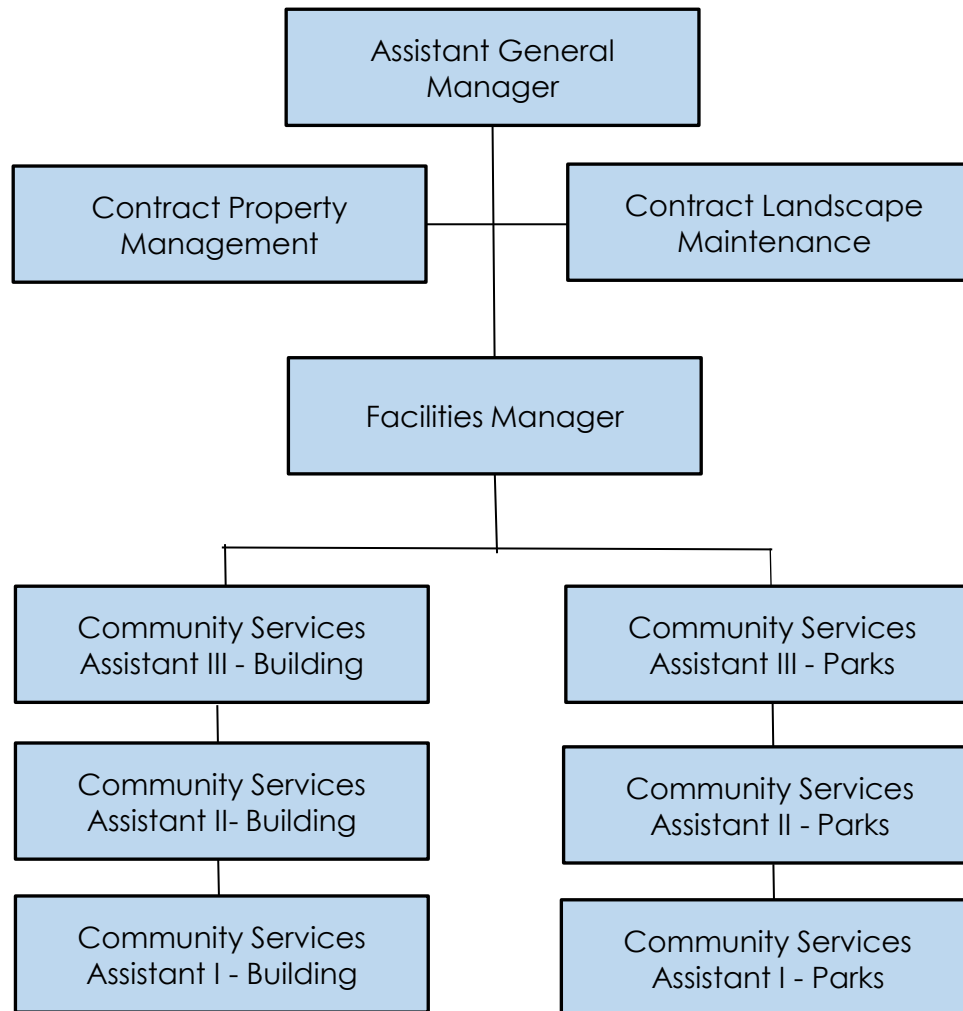 Assistant General
Manager
Contract Property
Management
Contract Landscape
Maintenance
Facilities Manager
Community Services
Assistant III - Building
Community Services
Assistant III - Parks
Community Services
Assistant II- Building
Community Services
Assistant II - Parks
Community Services
Assistant I - Building
Community Services
Assistant I - Parks